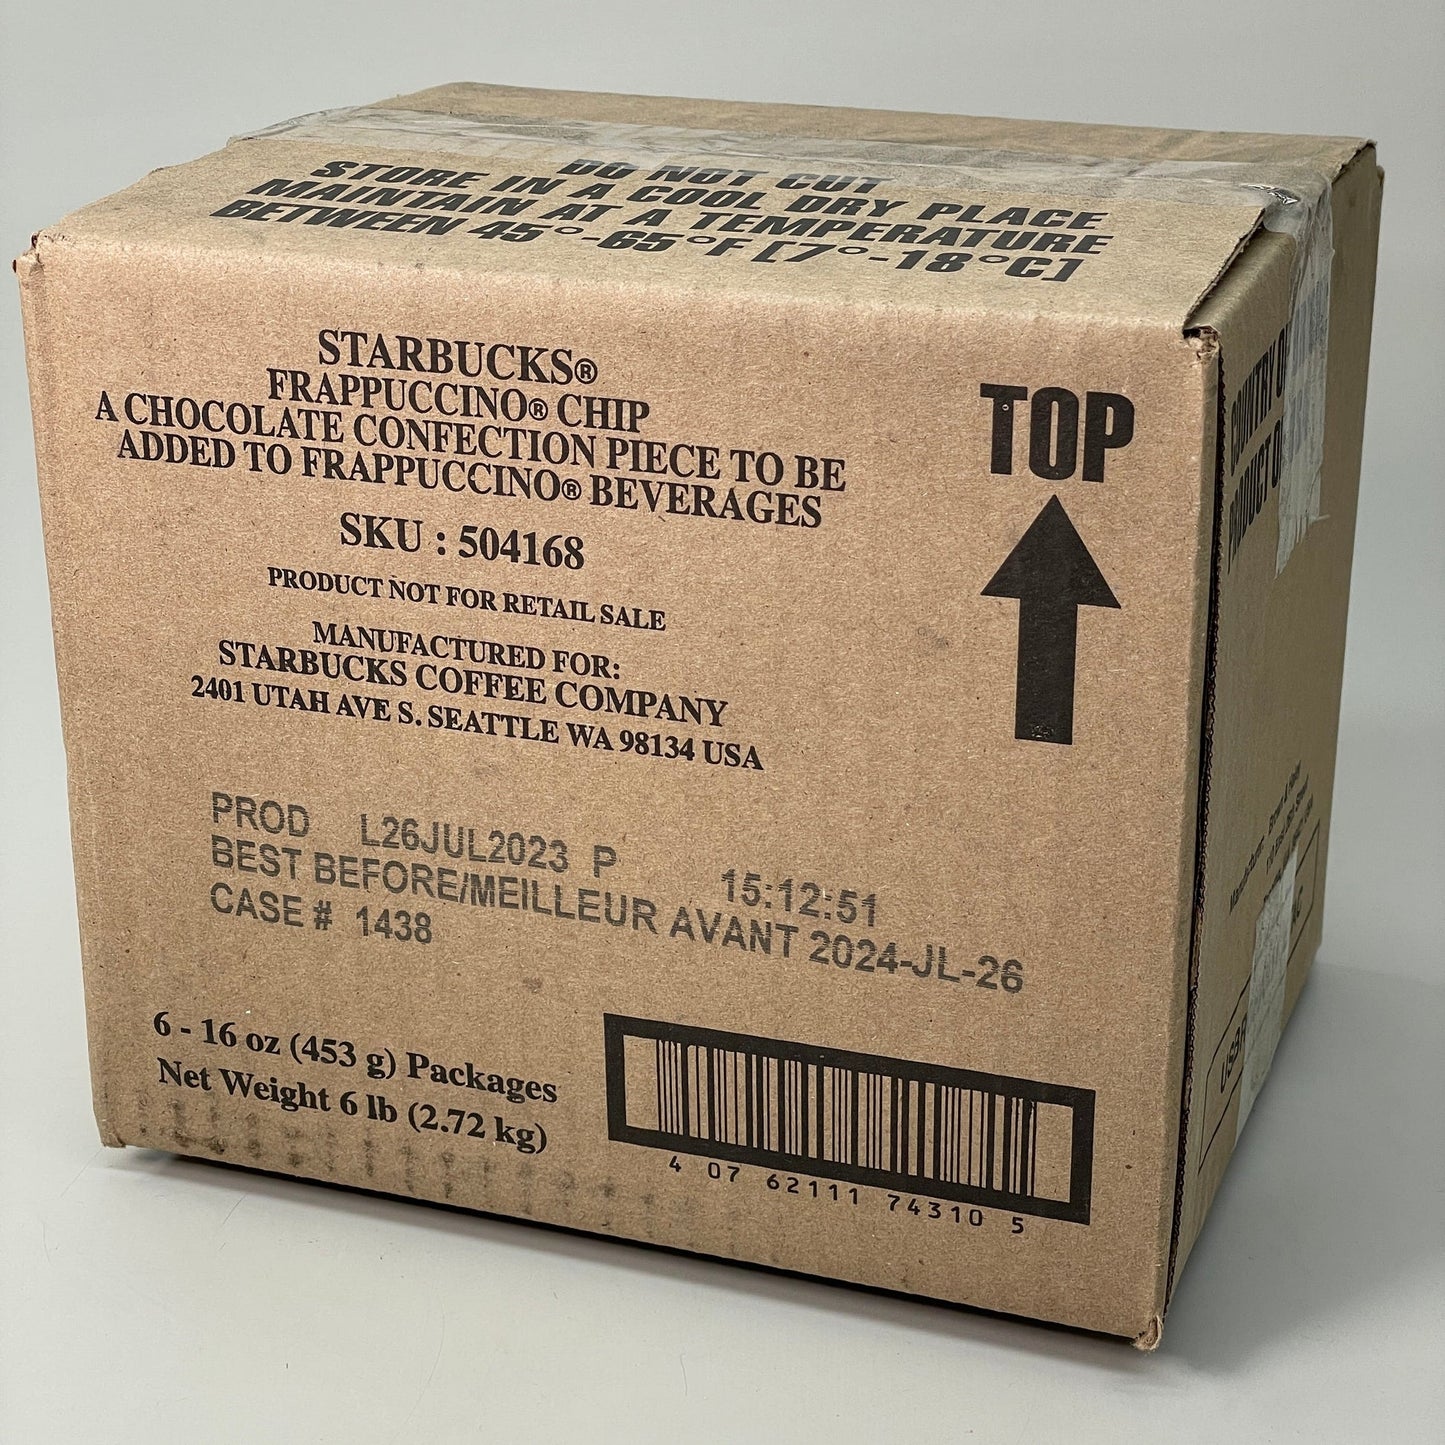 DO NOT CUT
STORE IN A COOL DRY PLACE
MAINTAIN AT A TEMPERATURE
BETWEEN 45°-65°F [7°-18°C]
STARBUCKS®
FRAPPUCCINO® CHIP
A CHOCOLATE CONFECTION PIECE TO BE
ADDED TO FRAPPUCCINO® BEVERAGES
SKU : 504168
PRODUCT NOT FOR RETAIL SALE
MANUFACTURED FOR:
STARBUCKS COFFEE COMPANY
2401 UTAH AVE S. SEATTLE WA 98134 USA
TOP
PROD L26JUL2023 P 15:12:51
BEST BEFORE/MEILLEUR AVANT 2024-JL-26
CASE # 1438
6 - 16 oz (453 g) Packages
Net Weight 6 lb (2.72 kg)
4 07 62111 74310 5
COUNTRY
PRODUCT